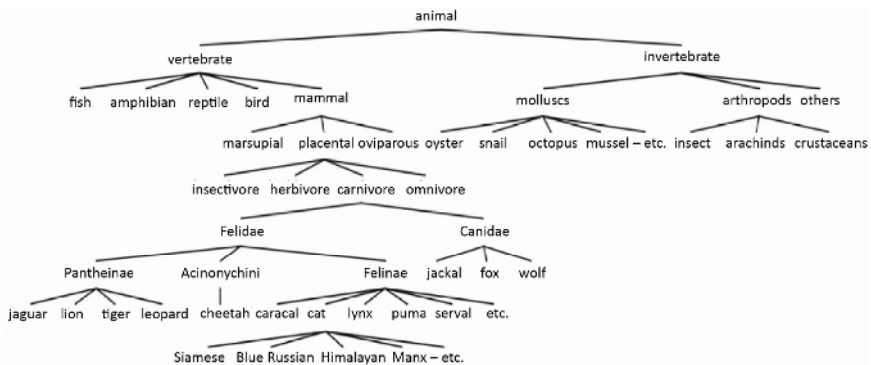 animal
vertebrate invertebrate
fish amphibian reptile bird mammal molluscs arthropods others
marsupial placental oviparous oyster snail octopus mussel – etc. insect arachinds crustaceans
insectivore herbivore carnivore omnivore
Felidae Canidae
Pantheinae Acinonychini Felinae jackal fox wolf
jaguar lion tiger leopard cheetah caracal cat lynx puma serval etc.
Siamese Blue Russian Himalayan Manx – etc.